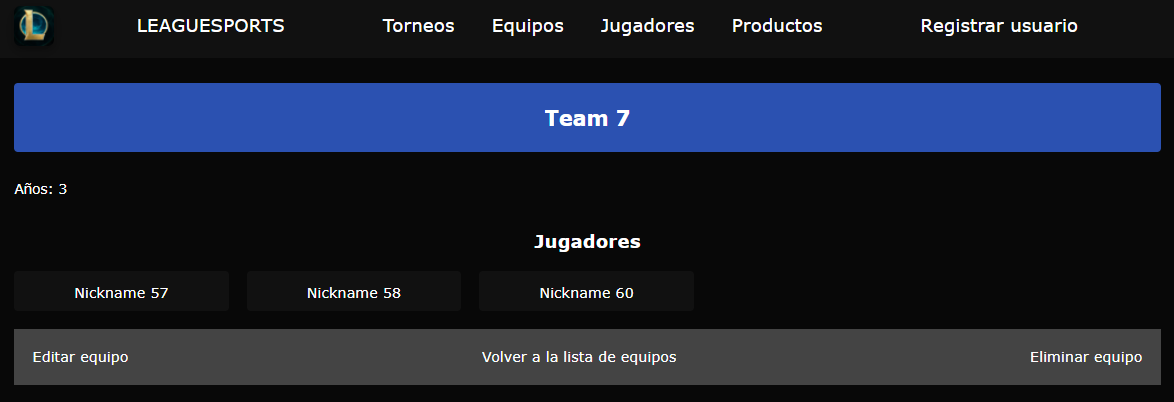 LEAGUESPORTS Torneos Equipos Jugadores Productos Registrar usuario
Team 7
Años: 3
Jugadores
Nickname 57 Nickname 58 Nickname 60
Editar equipo Volver a la lista de equipos Eliminar equipo